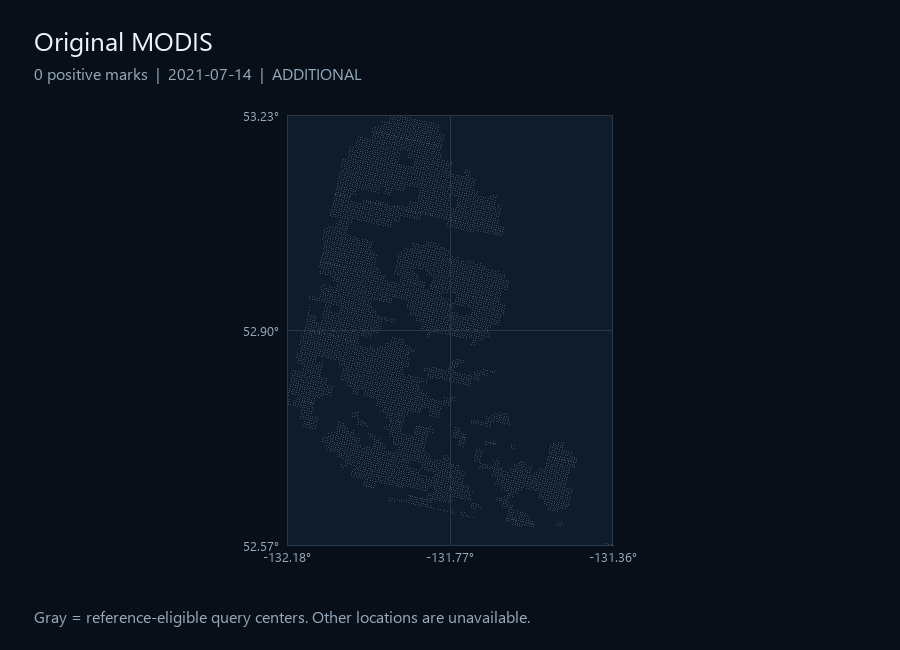 Original MODIS
0 positive marks | 2021-07-14 | ADDITIONAL
53.23°
52.90°
52.57°
-132.18°
-131.77°
-131.36°
Gray = reference-eligible query centers. Other locations are unavailable.